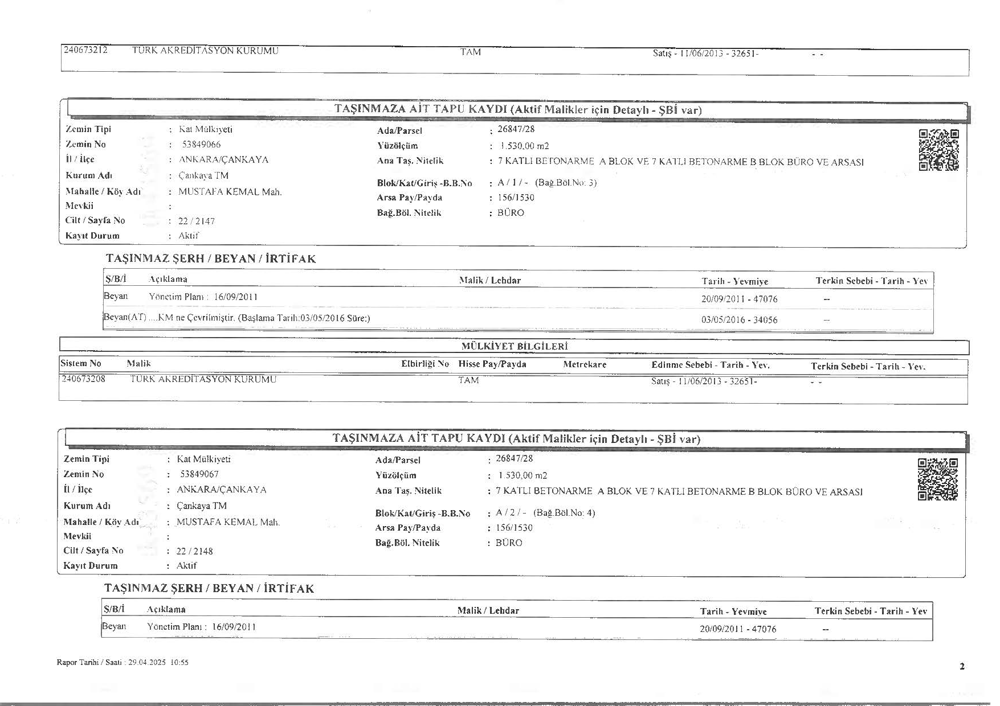 240673212 TÜRK AKREDİTASYON KURUMU TAM Satış - 11/06/2013 - 32651- - -
TAŞINMAZA AİT TAPU KAYDI (Aktif Malikler için Detaylı - ŞBİ var)
Zemin Tipi : Kat Mülkiyeti Ada/Parsel : 26847/28
Zemin No : 53849066 Yüzölçüm : 1.530,00 m2
İl / İlçe : ANKARA/ÇANKAYA Ana Taş. Nitelik : 7 KATLI BETONARME A BLOK VE 7 KATLI BETONARME B BLOK BÜRO VE ARSASI
Kurum Adı : Çankaya TM Blok/Kat/Giriş -B.B.No : A / 1 / - (Bağ.Böl.No: 3)
Mahalle / Köy Adı : MUSTAFA KEMAL Mah. Arsa Pay/Payda : 156/1530
Mevkii : Bağ.Böl. Nitelik : BÜRO
Cilt / Sayfa No : 22 / 2147
Kayıt Durum : Aktif
TAŞINMAZ ŞERH / BEYAN / İRTİFAK
Ş/B/İ Açıklama Malik / Lehdar Tarih - Yevmiye Terkin Sebebi - Tarih - Yev
Beyan Yönetim Planı : 16/09/2011 20/09/2011 - 47076 --
Beyan(AT) ....KM ne Çevrilmiştir. (Başlama Tarih:03/05/2016 Süre:) 03/05/2016 - 34056 --
MÜLKİYET BİLGİLERİ
Sistem No Malik Elbirliği No Hisse Pay/Payda Metrekare Edinme Sebebi - Tarih - Yev. Terkin Sebebi - Tarih - Yev.
240673208 TÜRK AKREDİTASYON KURUMU TAM Satış - 11/06/2013 - 32651- - -
TAŞINMAZA AİT TAPU KAYDI (Aktif Malikler için Detaylı - ŞBİ var)
Zemin Tipi : Kat Mülkiyeti Ada/Parsel : 26847/28
Zemin No : 53849067 Yüzölçüm : 1.530,00 m2
İl / İlçe : ANKARA/ÇANKAYA Ana Taş. Nitelik : 7 KATLI BETONARME A BLOK VE 7 KATLI BETONARME B BLOK BÜRO VE ARSASI
Kurum Adı : Çankaya TM Blok/Kat/Giriş -B.B.No : A / 2 / - (Bağ.Böl.No: 4)
Mahalle / Köy Adı : MUSTAFA KEMAL Mah. Arsa Pay/Payda : 156/1530
Mevkii : Bağ.Böl. Nitelik : BÜRO
Cilt / Sayfa No : 22 / 2148
Kayıt Durum : Aktif
TAŞINMAZ ŞERH / BEYAN / İRTİFAK
Ş/B/İ Açıklama Malik / Lehdar Tarih - Yevmiye Terkin Sebebi - Tarih - Yev
Beyan Yönetim Planı : 16/09/2011 20/09/2011 - 47076 --
Rapor Tarihi / Saati : 29.04.2025 10:55 2